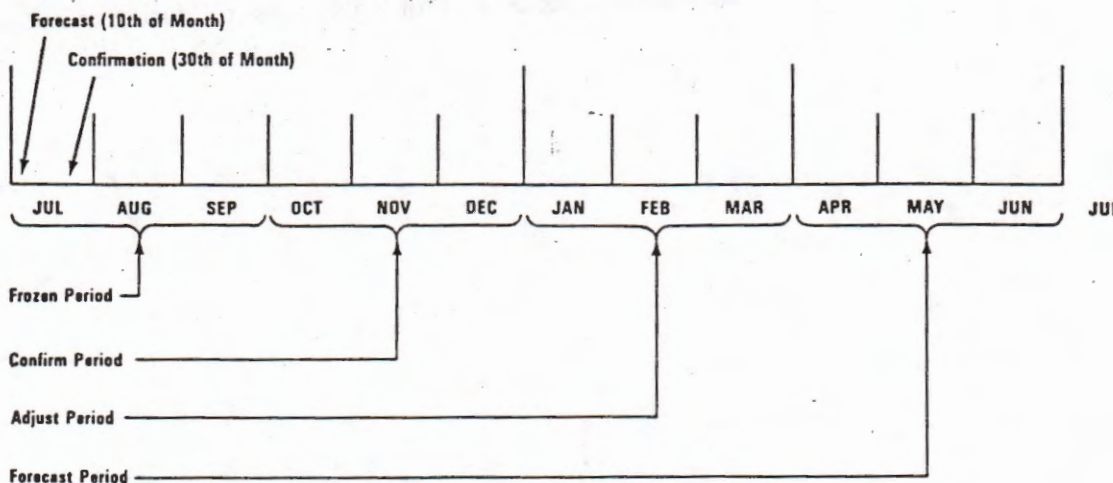 Forecast (10th of Month)
Confirmation (30th of Month)
JUL AUG SEP OCT NOV DEC JAN FEB MAR APR MAY JUN
Frozen Period
Confirm Period
Adjust Period
Forecast Period